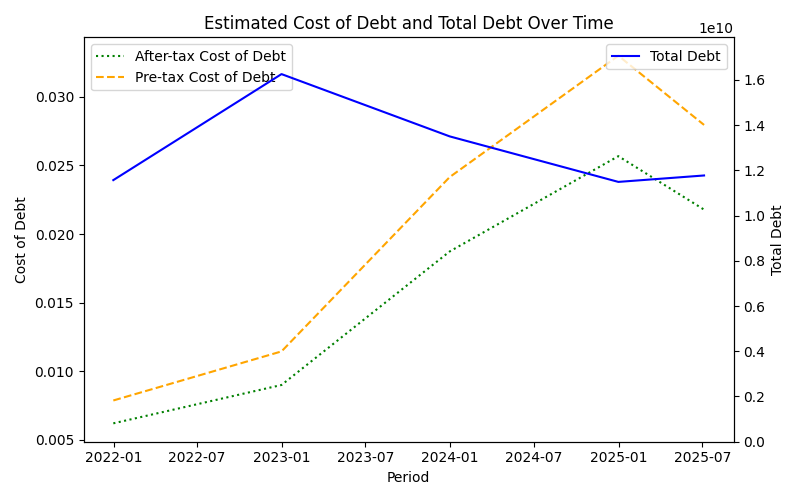 Estimated Cost of Debt and Total Debt Over Time
1e10
After-tax Cost of Debt
Pre-tax Cost of Debt
Total Debt
0.030
0.025
0.020
0.015
0.010
0.005
Cost of Debt
1.6
1.4
1.2
1.0
0.8
0.6
0.4
0.2
0.0
Total Debt
2022-01
2022-07
2023-01
2023-07
2024-01
2024-07
2025-01
2025-07
Period